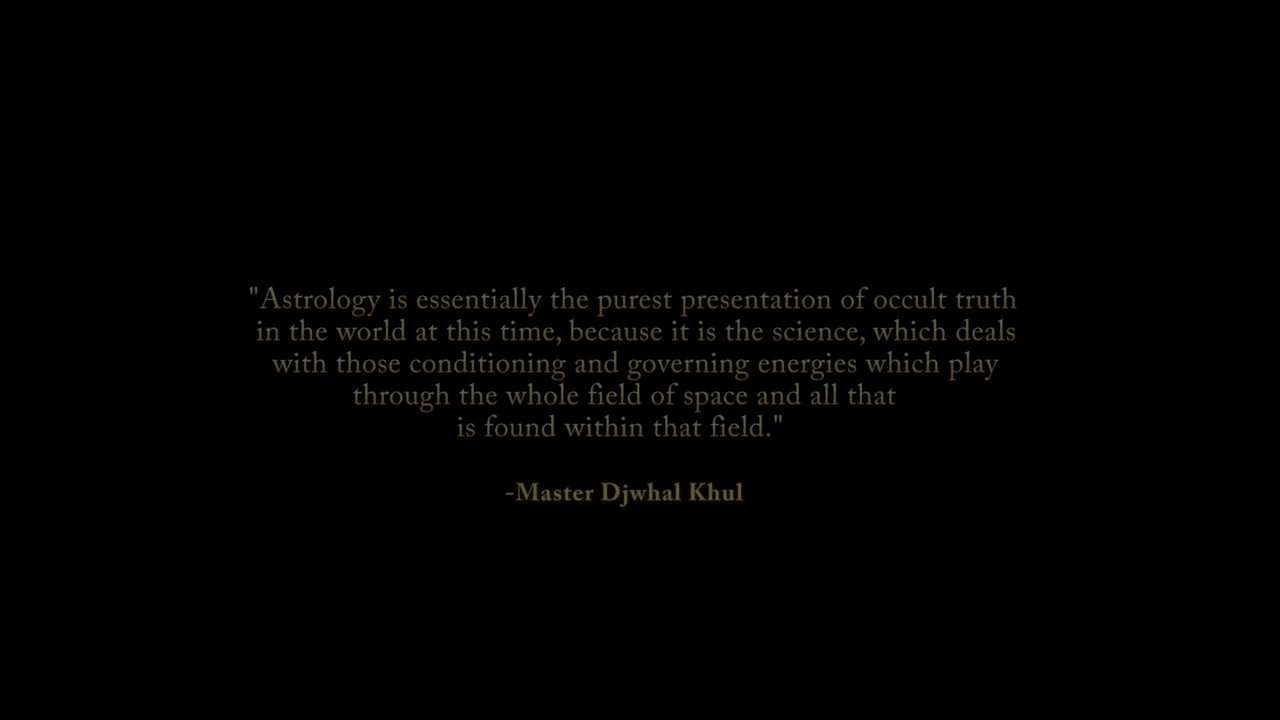 "Astrology is essentially the purest presentation of occult truth
in the world at this time, because it is the science, which deals
with those conditioning and governing energies which play
through the whole field of space and all that
is found within that field."
-Master Djwhal Khul